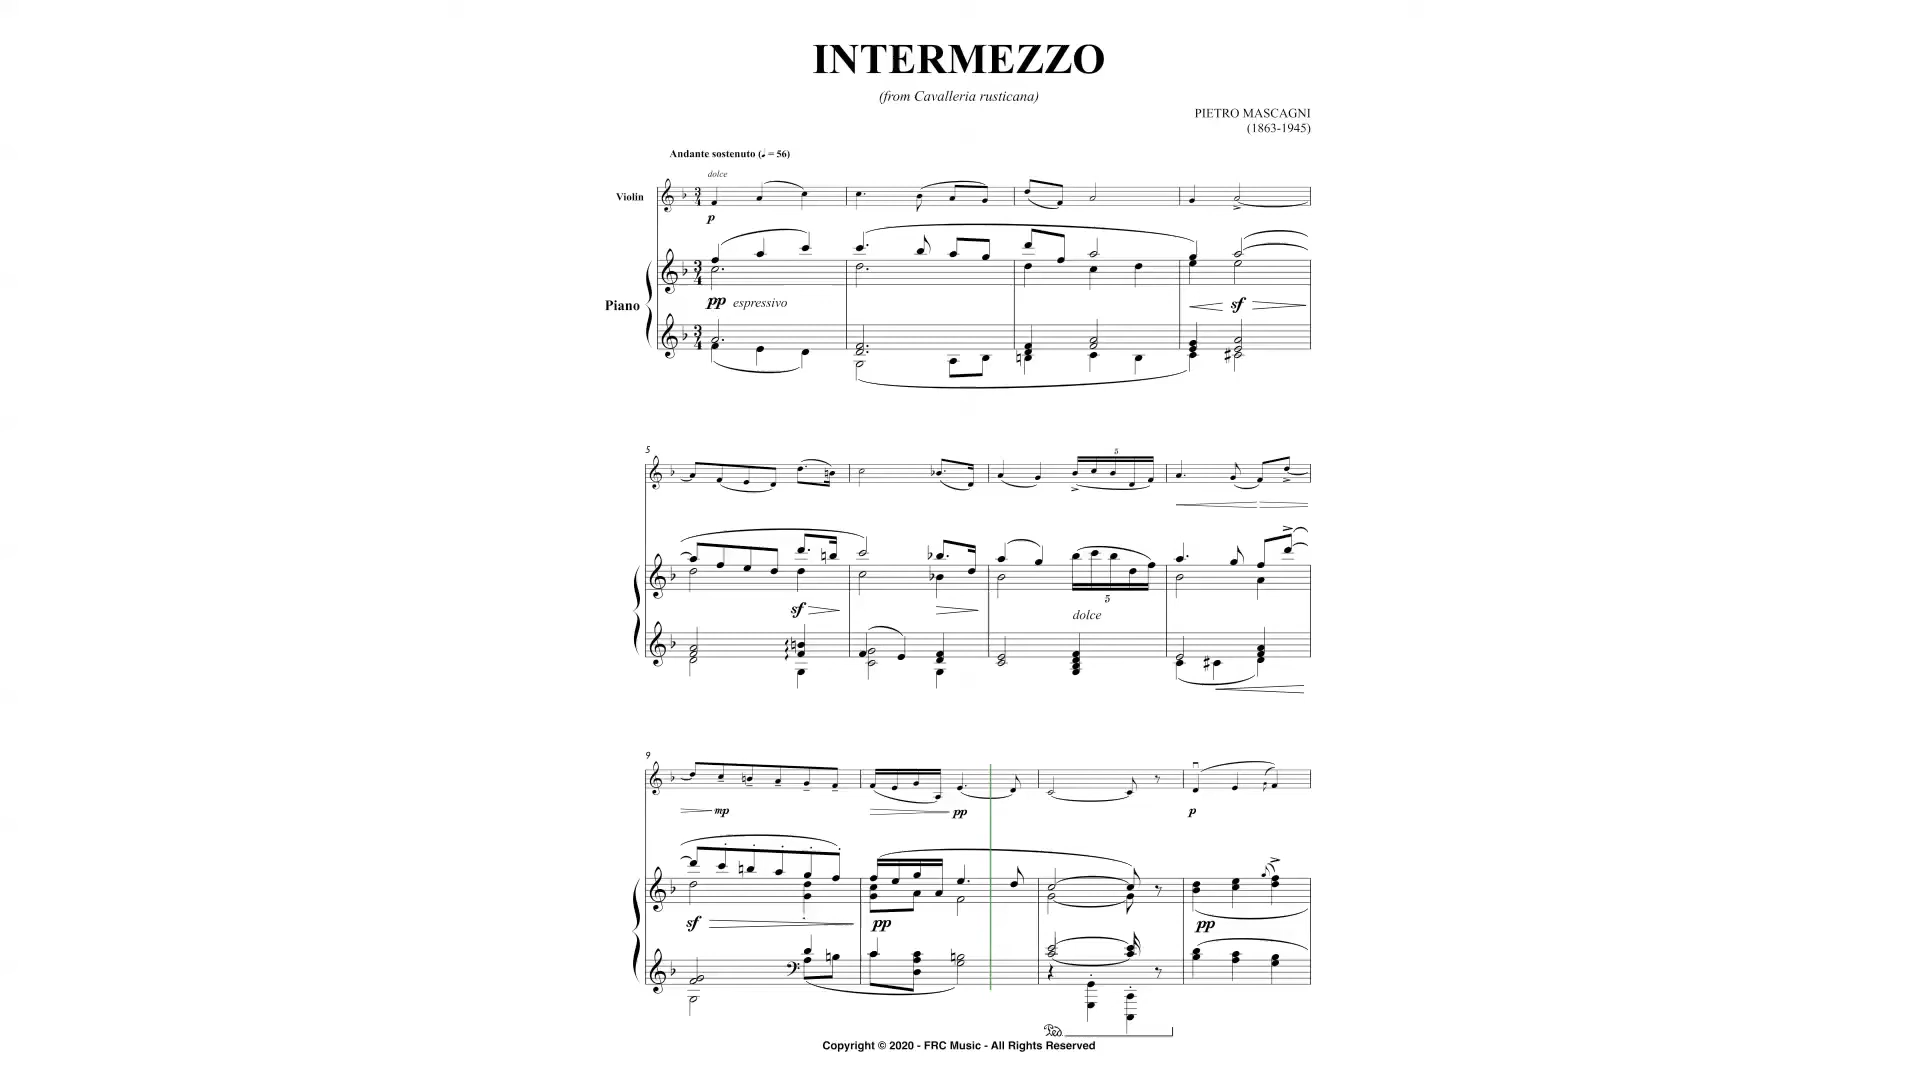 INTERMEZZO
(from Cavalleria rusticana)
PIETRO MASCAGNI
(1863-1945)
Andante sostenuto (♩ = 56)
dolce
Violin
p
Piano
pp espressivo
sf
5
5
sf
5
dolce
9
mp
pp
p
sf
pp
pp
Ped.
Copyright © 2020 - FRC Music - All Rights Reserved